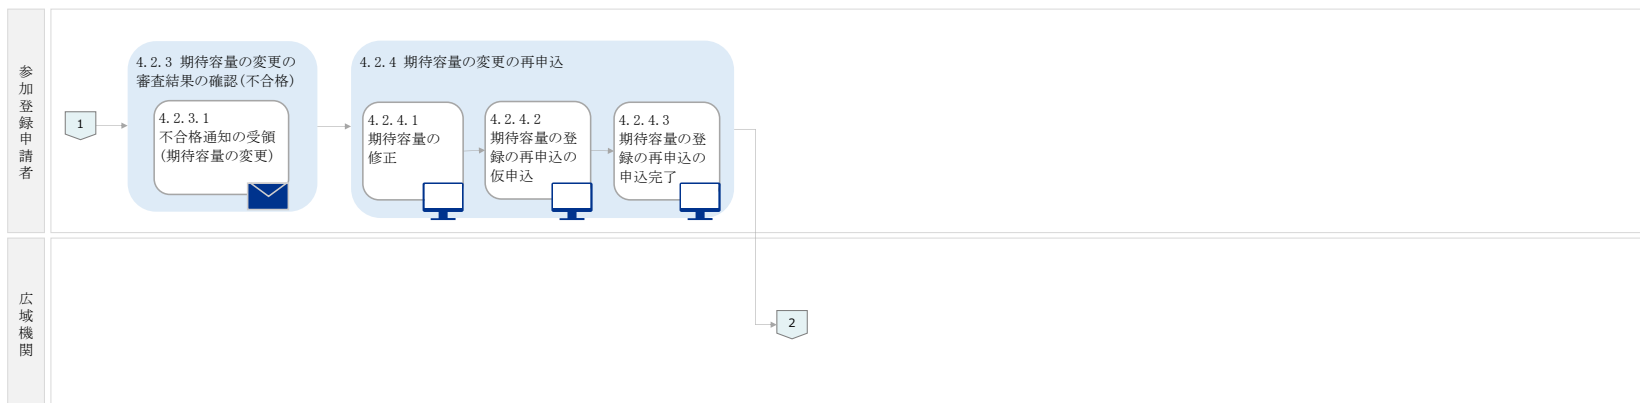 参加登録申請者
1
4.2.3 期待容量の変更の
審査結果の確認(不合格)
4.2.3.1
不合格通知の受領
(期待容量の変更)
4.2.4 期待容量の変更の再申込
4.2.4.1
期待容量の
修正
4.2.4.2
期待容量の登
録の再申込の
仮申込
4.2.4.3
期待容量の登
録の再申込の
申込完了
広域機関
2